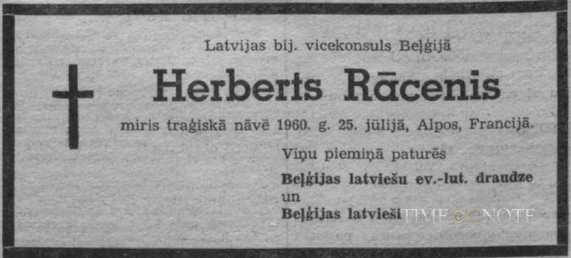 Latvijas bij. vicekonsuls Beļģijā
Herberts Rācenis
miris traģiskā nāvē 1960. g. 25. jūlijā, Alpos, Francijā.
Viņu piemiņā paturēs
Beļģijas latviešu ev.-lut. draudze
un
Beļģijas latvieši
TIME NOTE